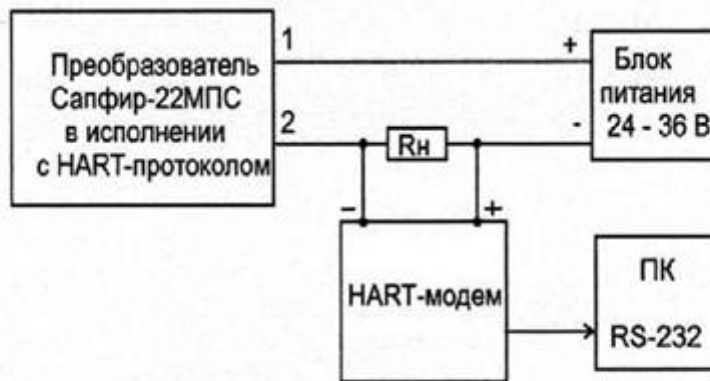 Преобразователь
Сапфир-22МПС
в исполнении
с HART-протоколом
1
2
+
-
Rн
Блок
питания
24 - 36 В
–
+
HART-модем
ПК
RS-232